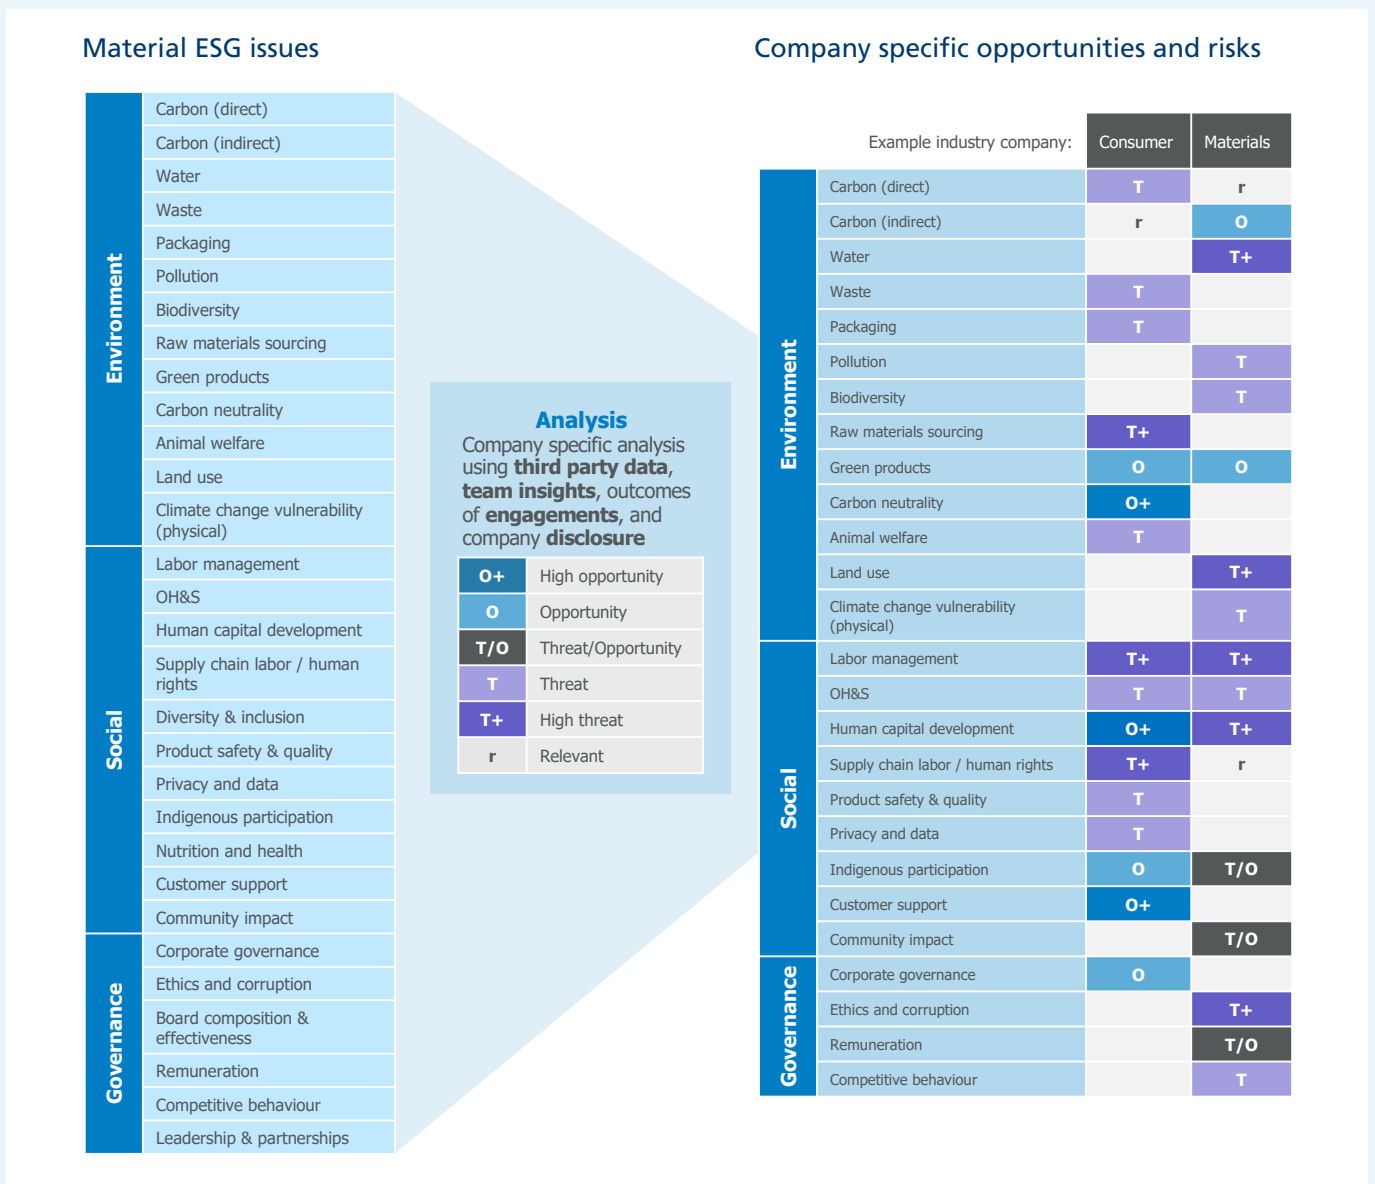 Material ESG issues
Environment
Carbon (direct)
Carbon (indirect)
Water
Waste
Packaging
Pollution
Biodiversity
Raw materials sourcing
Green products
Carbon neutrality
Animal welfare
Land use
Climate change vulnerability
(physical)
Social
Labor management
OH&S
Human capital development
Supply chain labor / human
rights
Diversity & inclusion
Product safety & quality
Privacy and data
Indigenous participation
Nutrition and health
Customer support
Community impact
Governance
Corporate governance
Ethics and corruption
Board composition &
effectiveness
Remuneration
Competitive behaviour
Leadership & partnerships
Analysis
Company specific analysis
using third party data,
team insights, outcomes
of engagements, and
company disclosure
O+ High opportunity
O Opportunity
T/O Threat/Opportunity
T Threat
T+ High threat
r Relevant
Company specific opportunities and risks
Example industry company: Consumer Materials
Environment
Carbon (direct) T r
Carbon (indirect) r O
Water T+
Waste T
Packaging T
Pollution T
Biodiversity T
Raw materials sourcing T+
Green products O O
Carbon neutrality O+
Animal welfare T
Land use T+
Climate change vulnerability
(physical) T
Social
Labor management T+ T+
OH&S T T
Human capital development O+ T+
Supply chain labor / human rights T+ r
Product safety & quality T
Privacy and data T
Indigenous participation O T/O
Customer support O+
Community impact T/O
Governance
Corporate governance O
Ethics and corruption T+
Remuneration T/O
Competitive behaviour T